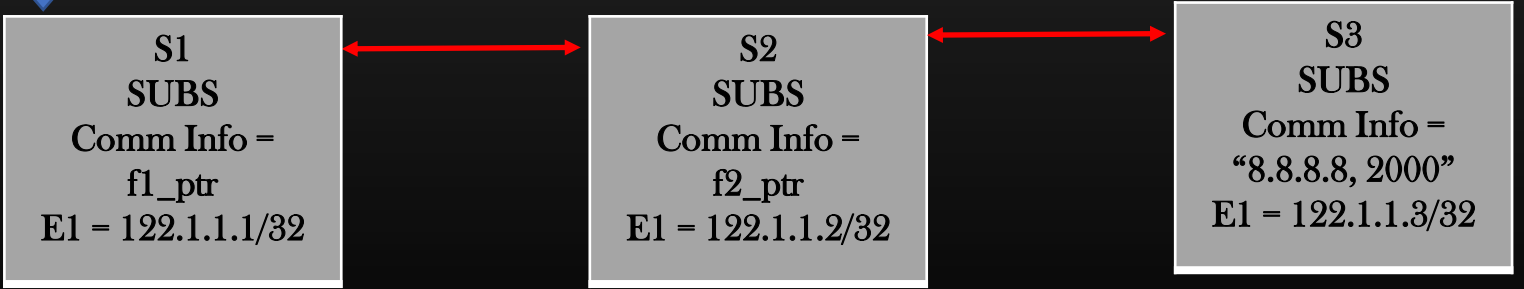 S1
SUBS
Comm Info =
f1_ptr
E1 = 122.1.1.1/32
S2
SUBS
Comm Info =
f2_ptr
E1 = 122.1.1.2/32
S3
SUBS
Comm Info =
“8.8.8.8, 2000”
E1 = 122.1.1.3/32